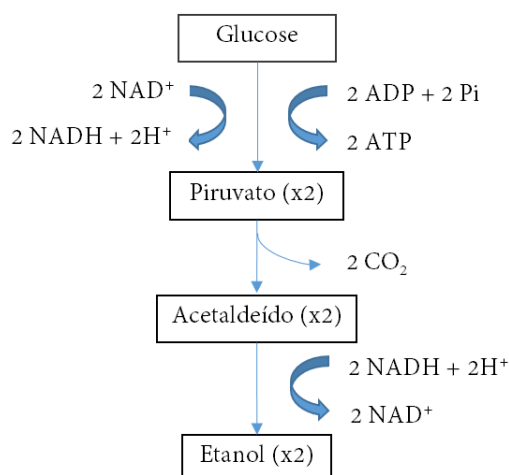 Glucose
2 NAD⁺
2 ADP + 2 Pi
2 NADH + 2H⁺
2 ATP
Piruvato (x2)
2 CO₂
Acetaldeído (x2)
2 NADH + 2H⁺
2 NAD⁺
Etanol (x2)